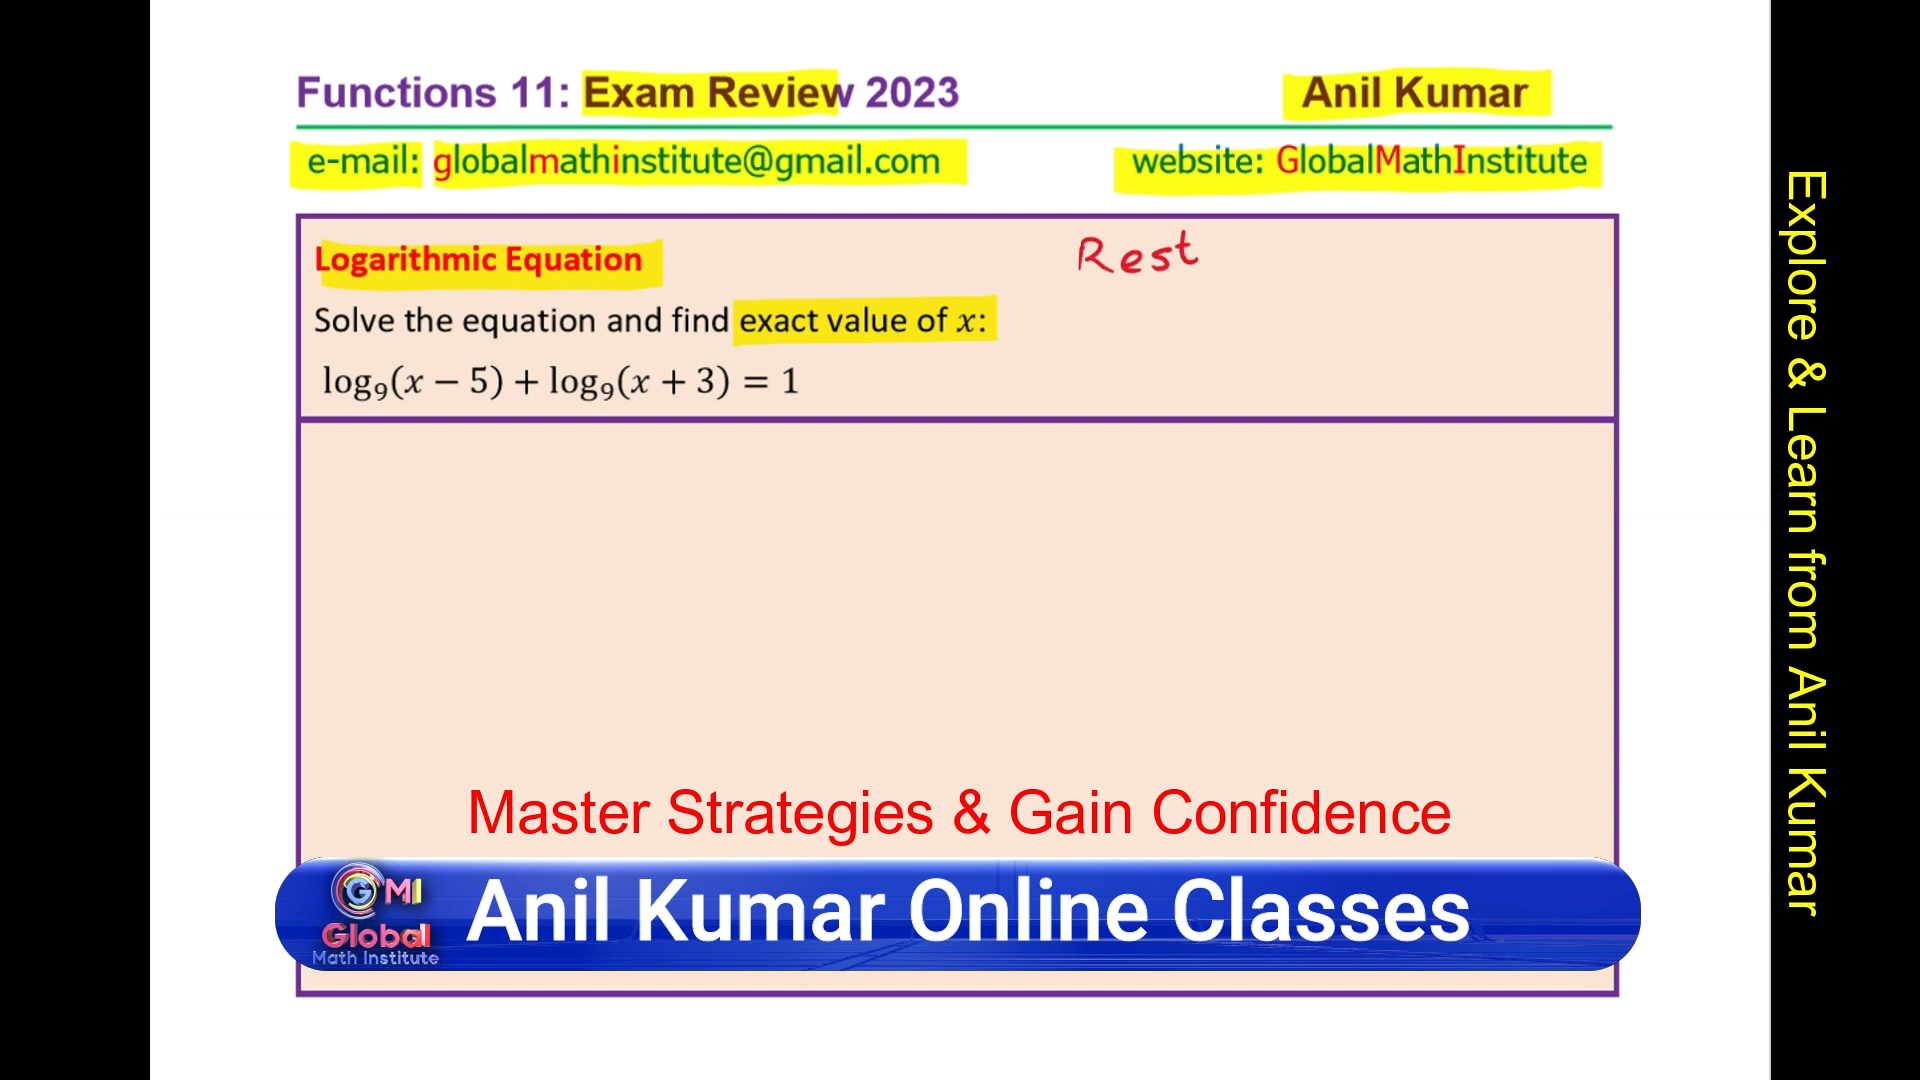 Functions 11: Exam Review 2023 Anil Kumar
e-mail: globalmathinstitute@gmail.com website: GlobalMathInstitute
Logarithmic Equation Rest
Solve the equation and find exact value of x:
log₉(x − 5) + log₉(x + 3) = 1
Master Strategies & Gain Confidence
GMI
Global
Math Institute
Anil Kumar Online Classes
Explore & Learn from Anil Kumar